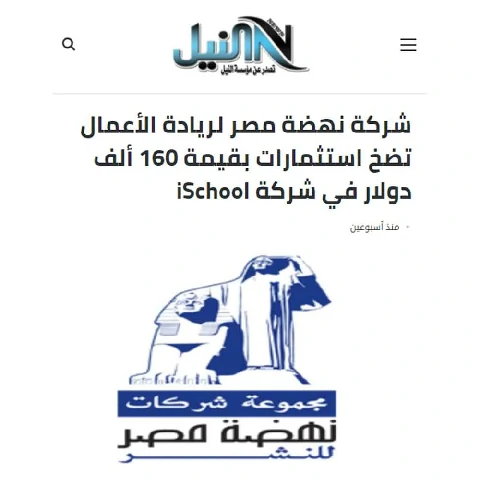 النيل
NEWS
تصدر عن مؤسسة النيل
شركة نهضة مصر لريادة الأعمال
تضخ استثمارات بقيمة 160 ألف
دولار في شركة iSchool
منذ أسبوعين
مجموعة شركات
نهضة مصر
للنشر